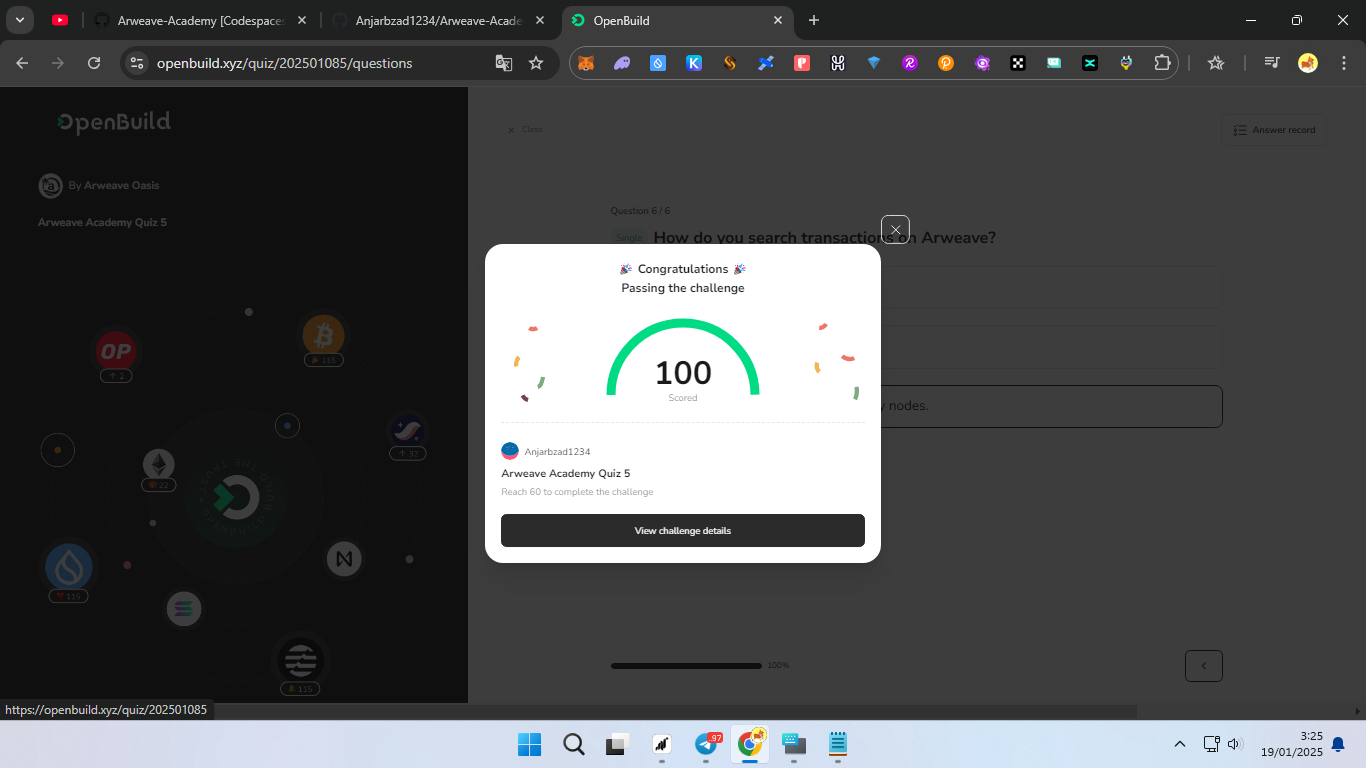 Arweave-Academy [Codespaces
Anjarbzad1234/Arweave-Acade
OpenBuild
openbuild.xyz/quiz/202501085/questions
OpenBuild
Class
Answer record
By Arweave Oasis
Arweave Academy Quiz 5
Question 6 / 6
Single How do you search transactions on Arweave?
Congratulations
Passing the challenge
100
Scored
y nodes.
Anjarbzad1234
Arweave Academy Quiz 5
Reach 60 to complete the challenge
View challenge details
OP
2
115
32
22
115
115
100%
https://openbuild.xyz/quiz/202501085
97
3:25
19/01/2025